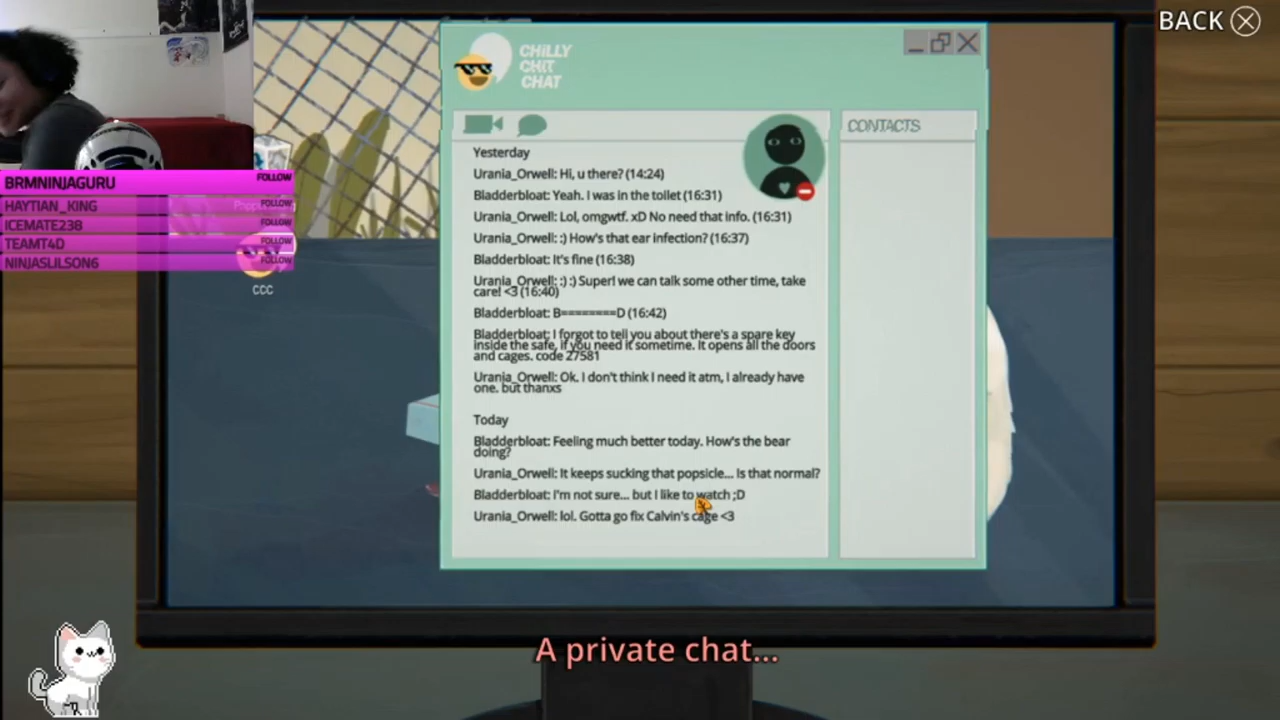 BACK
CHiLLY
CHiT
CHAT
CONTACTS
Yesterday
Urania_Orwell: Hi, u there? (14:24)
Bladderbloat: Yeah. I was in the toilet (16:31)
Urania_Orwell: Lol, omgwtf. xD No need that info. (16:31)
Urania_Orwell: :) How's that ear infection? (16:37)
Bladderbloat: It's fine (16:38)
Urania_Orwell: :) :) Super! we can talk some other time, take
care! <3 (16:40)
Bladderbloat: B========D (16:42)
Bladderbloat: I forgot to tell you about there's a spare key
inside the safe, if you need it sometime. It opens all the doors
and cages. code 27581
Urania_Orwell: Ok. I don't think I need it atm, I already have
one. but thanxs
Today
Bladderbloat: Feeling much better today. How's the bear
doing?
Urania_Orwell: It keeps sucking that popsicle... Is that normal?
Bladderbloat: I'm not sure... but I like to watch ;D
Urania_Orwell: lol. Gotta go fix Calvin's cage <3
BRMNINJAGURU FOLLOW
HAYTIAN_KING FOLLOW
ICEMATE238 FOLLOW
TEAMT4D FOLLOW
NINJASLILSON6 FOLLOW
CCC
A private chat...